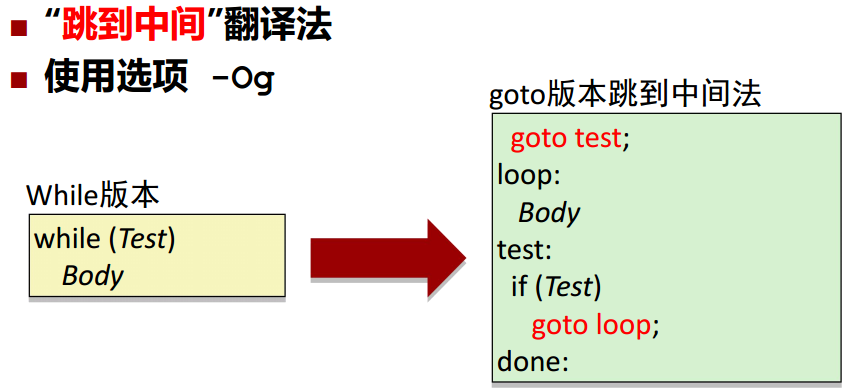 “跳到中间”翻译法
使用选项 -Og
goto版本跳到中间法
goto test;
loop:
Body
test:
if (Test)
goto loop;
done:
While版本
while (Test)
Body